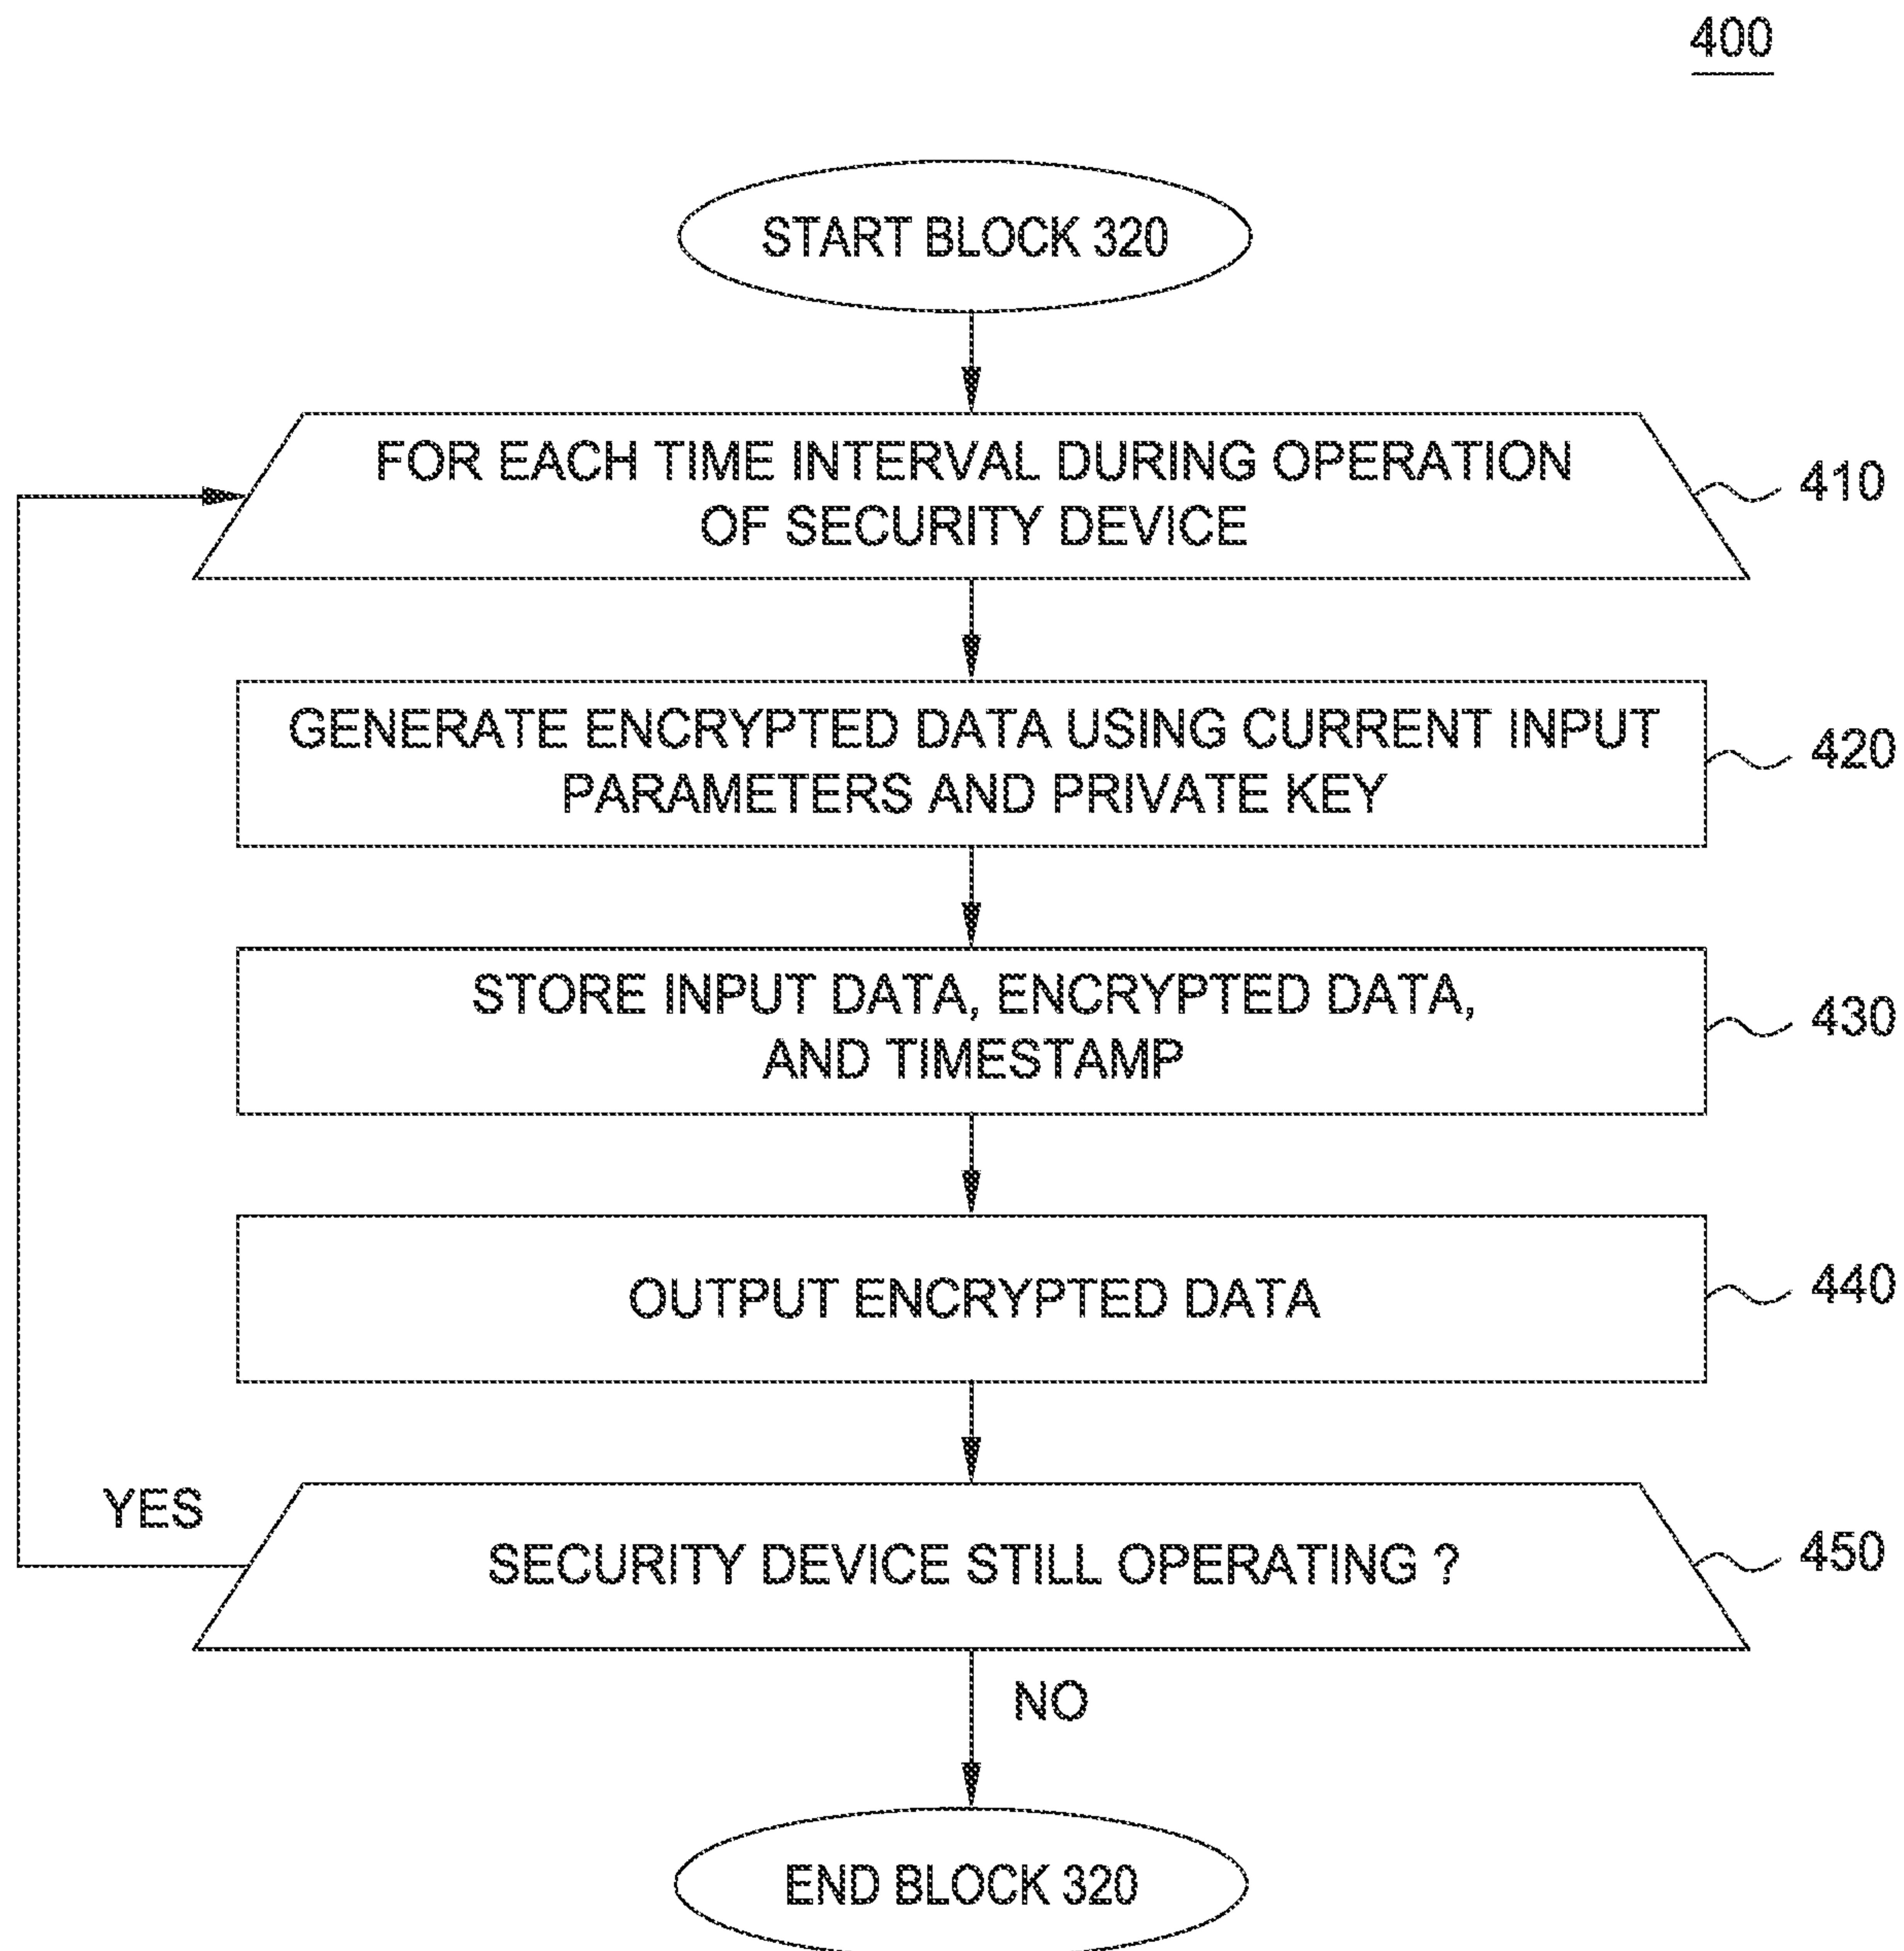 400
START BLOCK 320
FOR EACH TIME INTERVAL DURING OPERATION
OF SECURITY DEVICE
410
GENERATE ENCRYPTED DATA USING CURRENT INPUT
PARAMETERS AND PRIVATE KEY
420
STORE INPUT DATA, ENCRYPTED DATA,
AND TIMESTAMP
430
OUTPUT ENCRYPTED DATA
440
YES
SECURITY DEVICE STILL OPERATING ?
450
NO
END BLOCK 320